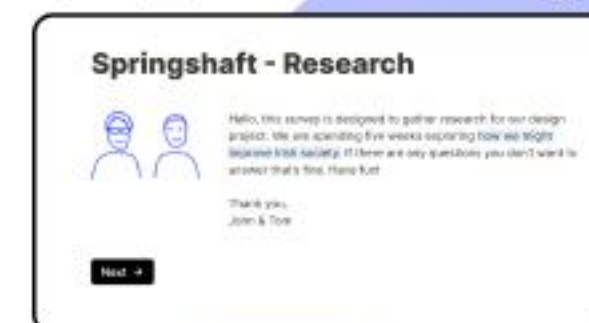 Springshaft - Research
Hello, this survey is designed to gather research for our design
project. We are spending five weeks exploring how we might
improve Irish society. If there are any questions you don't want to
answer that's fine. Have fun!
Thank you,
John & Tom
Next →